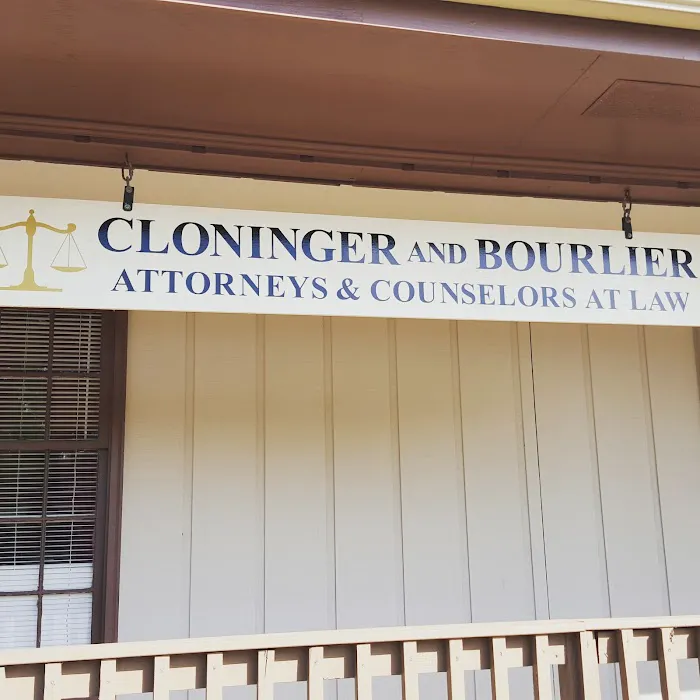 CLONINGER AND BOURLIER
ATTORNEYS & COUNSELORS AT LAW